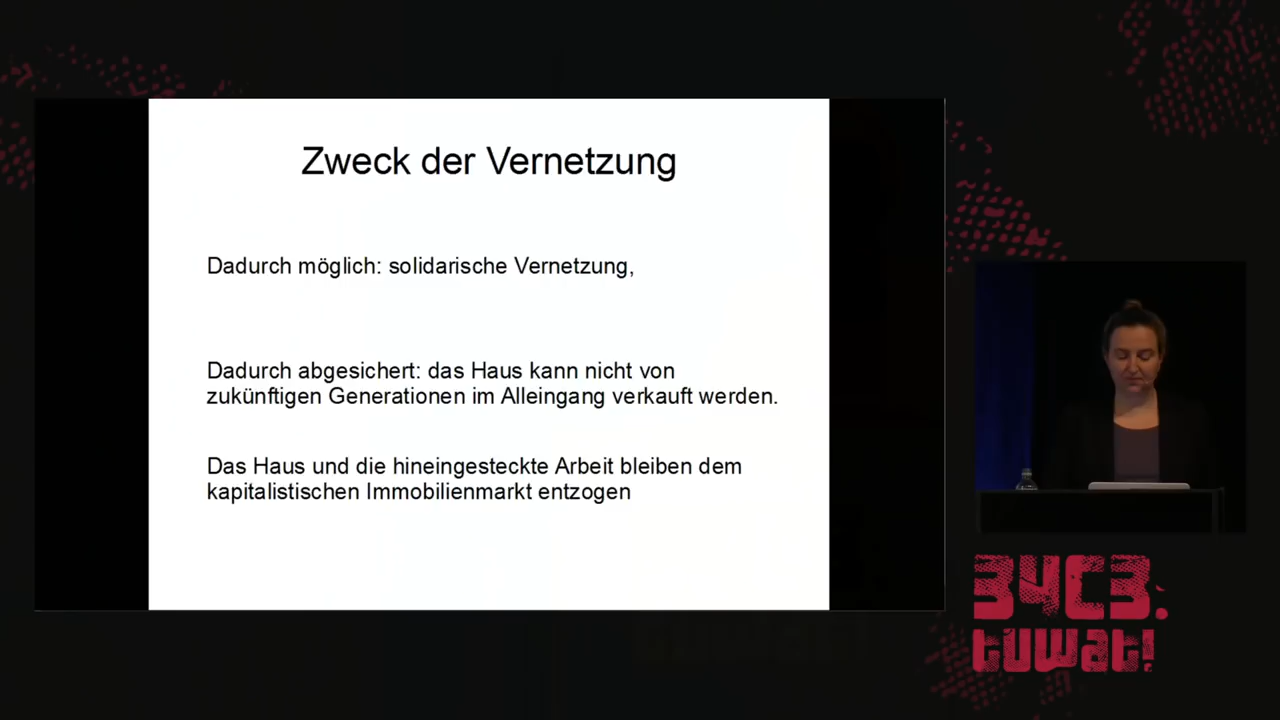 Zweck der Vernetzung
Dadurch möglich: solidarische Vernetzung,
Dadurch abgesichert: das Haus kann nicht von
zukünftigen Generationen im Alleingang verkauft werden.
Das Haus und die hineingesteckte Arbeit bleiben dem
kapitalistischen Immobilienmarkt entzogen
34C3.
tuwat!